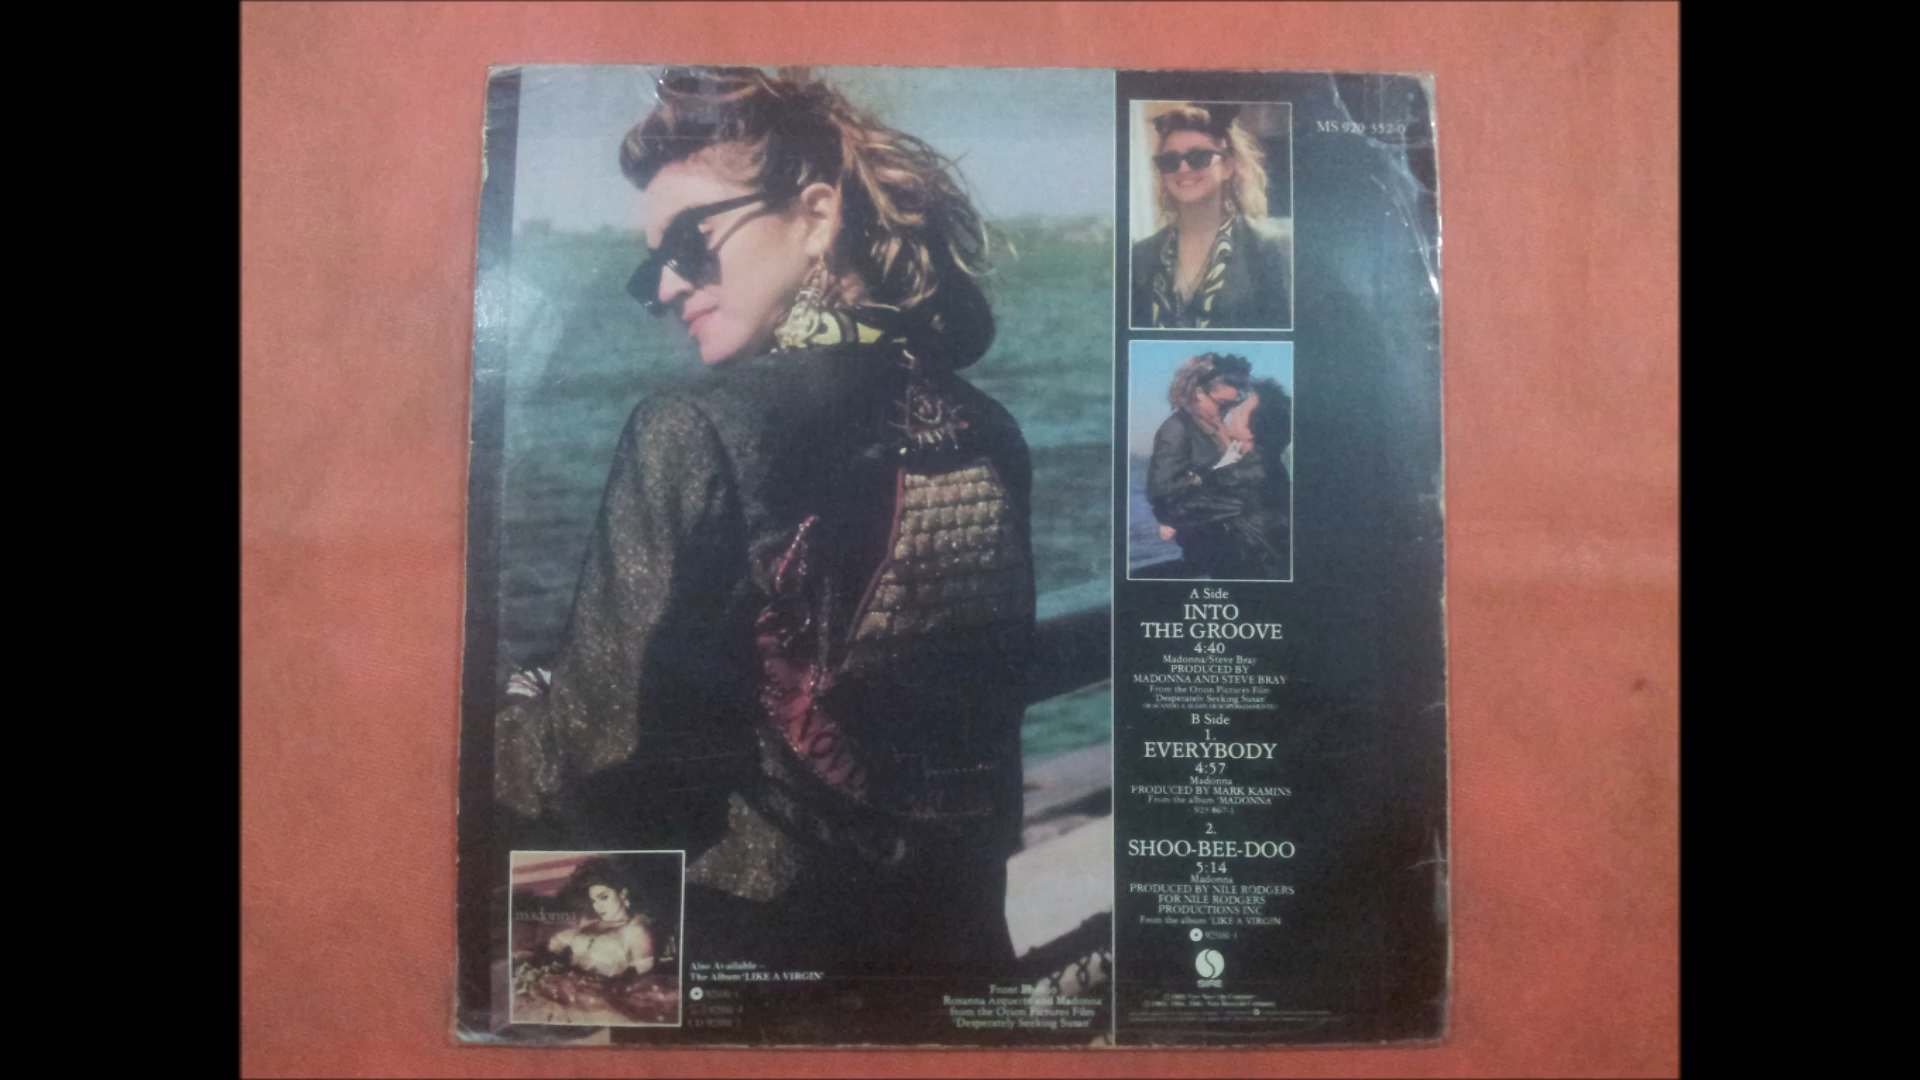 MS 920 352-0
A Side
INTO
THE GROOVE
4:40
Madonna/Steve Bray
PRODUCED BY
MADONNA AND STEVE BRAY
From the Orion Pictures Film
'Desperately Seeking Susan'
(BUSCANDO A SUSAN DESESPERADAMENTE)
B Side
1.
EVERYBODY
4:57
Madonna
PRODUCED BY MARK KAMINS
From the album 'MADONNA
2.
SHOO-BEE-DOO
5:14
Madonna
PRODUCED BY NILE RODGERS
FOR NILE RODGERS
PRODUCTIONS INC
From the album 'LIKE A VIRGIN
SIRE
madonna
Also Available –
The Album 'LIKE A VIRGIN'
Front
Rosanna Arquette and Madonna
from the Orion Pictures Film
'Desperately Seeking Susan'